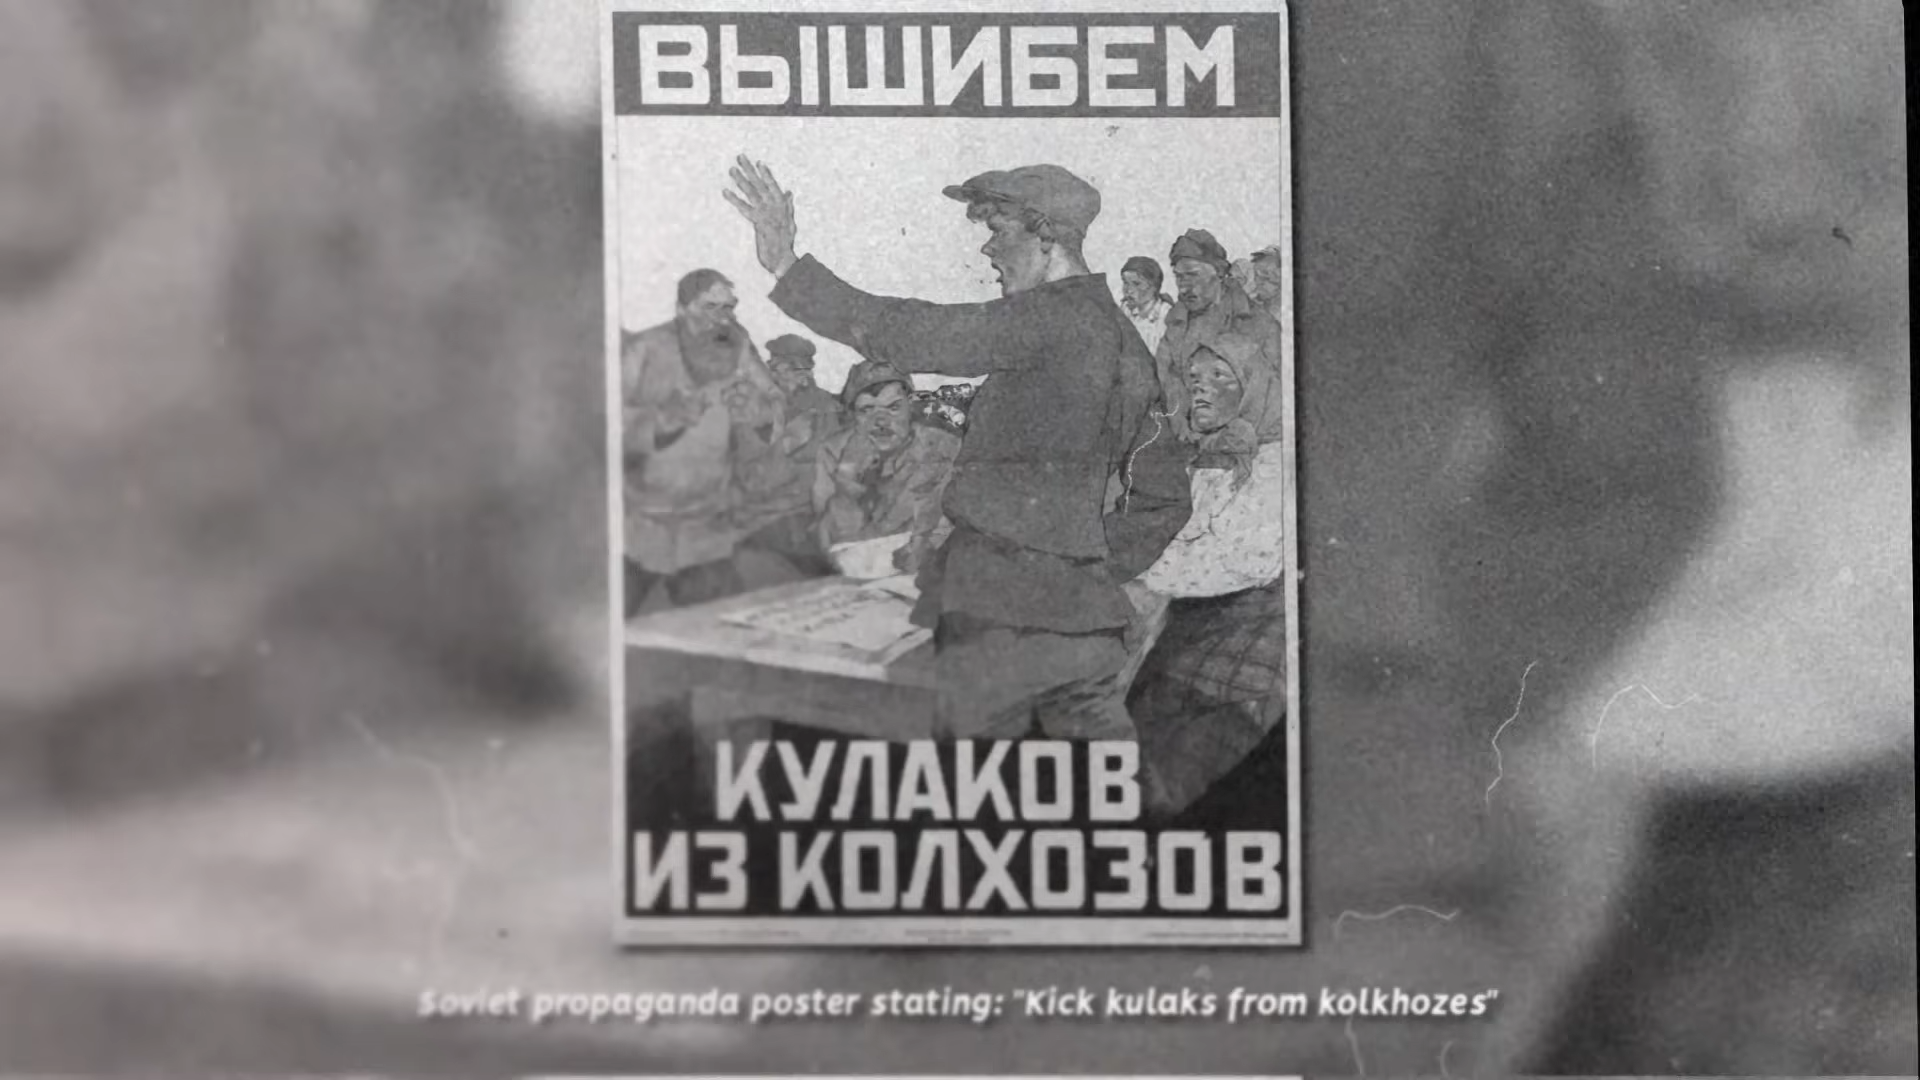 ВЫШИБЕМ
КУЛАКОВ
ИЗ КОЛХОЗОВ
Soviet propaganda poster stating: "Kick kulaks from kolkhozes"